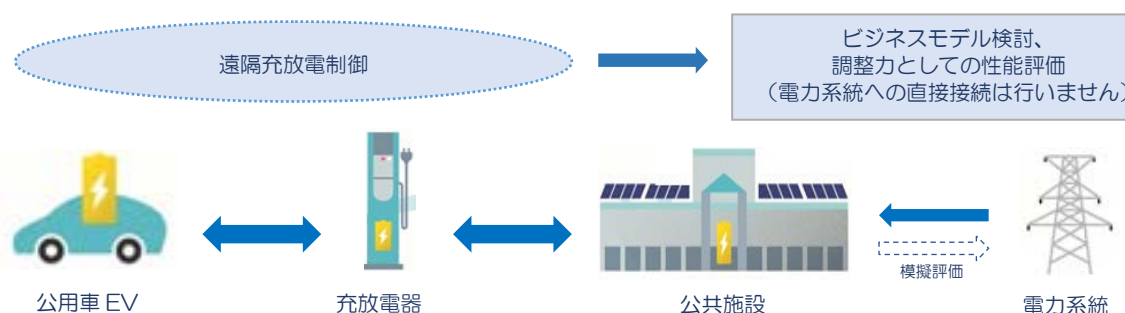 遠隔充放電制御
ビジネスモデル検討、
調整力としての性能評価
（電力系統への直接接続は行いません）
模擬評価
公用車 EV
充放電器
公共施設
電力系統